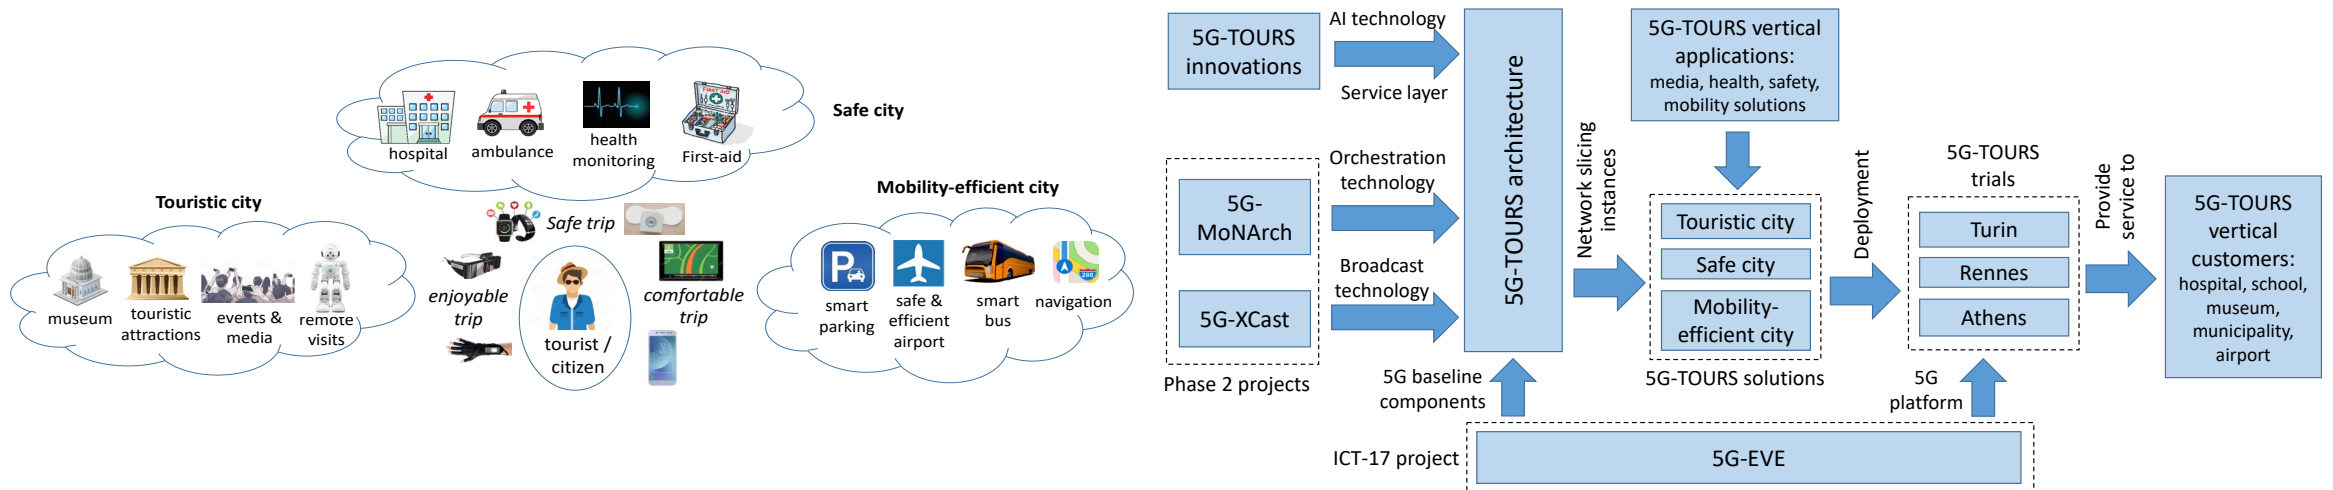 Safe city
hospital
ambulance
health
monitoring
First-aid
FIRST AID
Touristic city
museum
touristic
attractions
events &
media
remote
visits
Safe trip
enjoyable
trip
comfortable
trip
tourist /
citizen
Mobility-efficient city
P
smart
parking
safe &
efficient
airport
smart
bus
280
navigation
5G-TOURS
innovations
AI technology
Service layer
Phase 2 projects
5G-
MoNArch
5G-XCast
Orchestration
technology
Broadcast
technology
5G-TOURS architecture
5G baseline
components
Network slicing
instances
5G-TOURS vertical
applications:
media, health, safety,
mobility solutions
Touristic city
Safe city
Mobility-
efficient city
5G-TOURS solutions
Deployment
5G-TOURS
trials
Turin
Rennes
Athens
5G
platform
Provide
service to
5G-TOURS
vertical
customers:
hospital, school,
museum,
municipality,
airport
ICT-17 project
5G-EVE